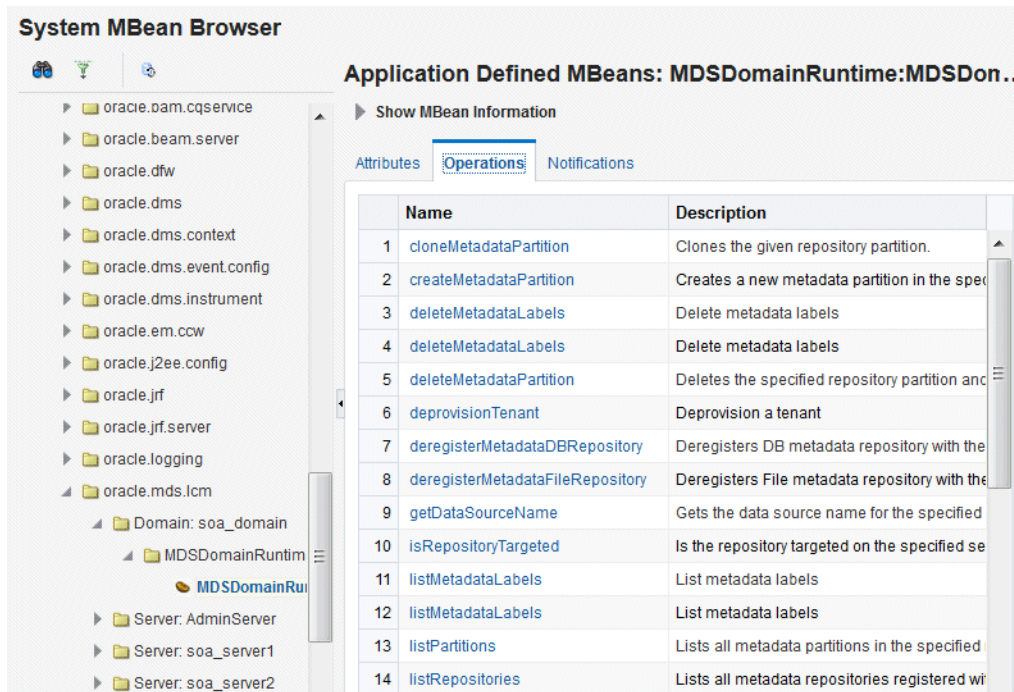 System MBean Browser
oracle.bam.cqservice
oracle.beam.server
oracle.dfw
oracle.dms
oracle.dms.context
oracle.dms.event.config
oracle.dms.instrument
oracle.em.ccw
oracle.j2ee.config
oracle.jrf
oracle.jrf.server
oracle.logging
oracle.mds.lcm
Domain: soa_domain
MDSDomainRuntim
MDSDomainRu
Server: AdminServer
Server: soa_server1
Server: soa_server2
Application Defined MBeans: MDSDomainRuntime:MDSDon...
Show MBean Information
Attributes Operations Notifications
Name Description
1 cloneMetadataPartition Clones the given repository partition.
2 createMetadataPartition Creates a new metadata partition in the spec
3 deleteMetadataLabels Delete metadata labels
4 deleteMetadataLabels Delete metadata labels
5 deleteMetadataPartition Deletes the specified repository partition and
6 deprovisionTenant Deprovision a tenant
7 deregisterMetadataDBRepository Deregisters DB metadata repository with the
8 deregisterMetadataFileRepository Deregisters File metadata repository with the
9 getDataSourceName Gets the data source name for the specified
10 isRepositoryTargeted Is the repository targeted on the specified se
11 listMetadataLabels List metadata labels
12 listMetadataLabels List metadata labels
13 listPartitions Lists all metadata partitions in the specified
14 listRepositories Lists all metadata repositories registered wi